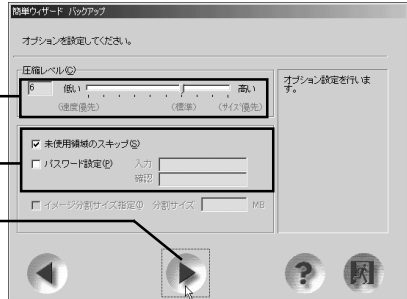 簡単ウィザード バックアップ
オプションを設定してください。
圧縮レベル(C)
6 低い 高い
(速度優先) (標準) (サイズ優先)
オプション設定を行います。
未使用領域のスキップ(S)
パスワード設定(P) 入力
確認
イメージ分割サイズ指定(I) 分割サイズ MB
?